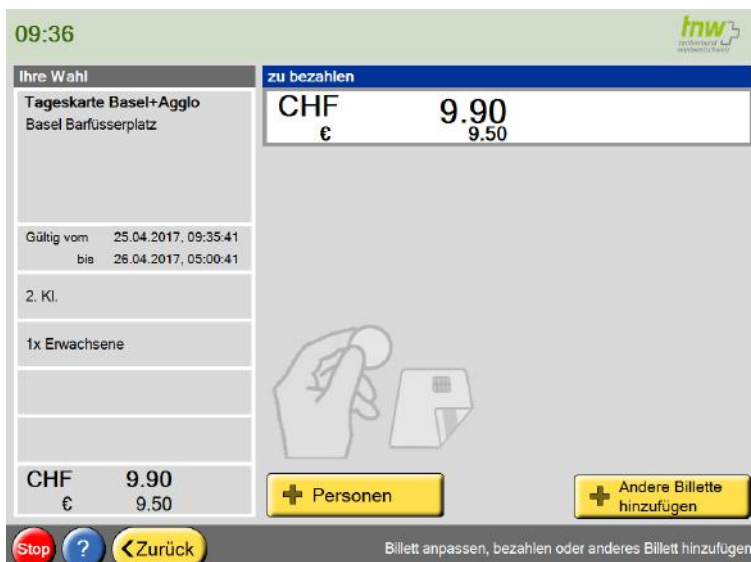 09:36
tnw
Ihre Wahl
Tageskarte Basel+Agglo
Basel Barfüsserplatz
Gültig vom 25.04.2017, 09:35:41
bis 26.04.2017, 05:00:41
2. Kl.
1x Erwachsene
CHF 9.90
€ 9.50
zu bezahlen
CHF 9.90
€ 9.50
Personen
Andere Billette
hinzufügen
Stop
?
Zurück
Billett anpassen, bezahlen oder anderes Billett hinzufügen